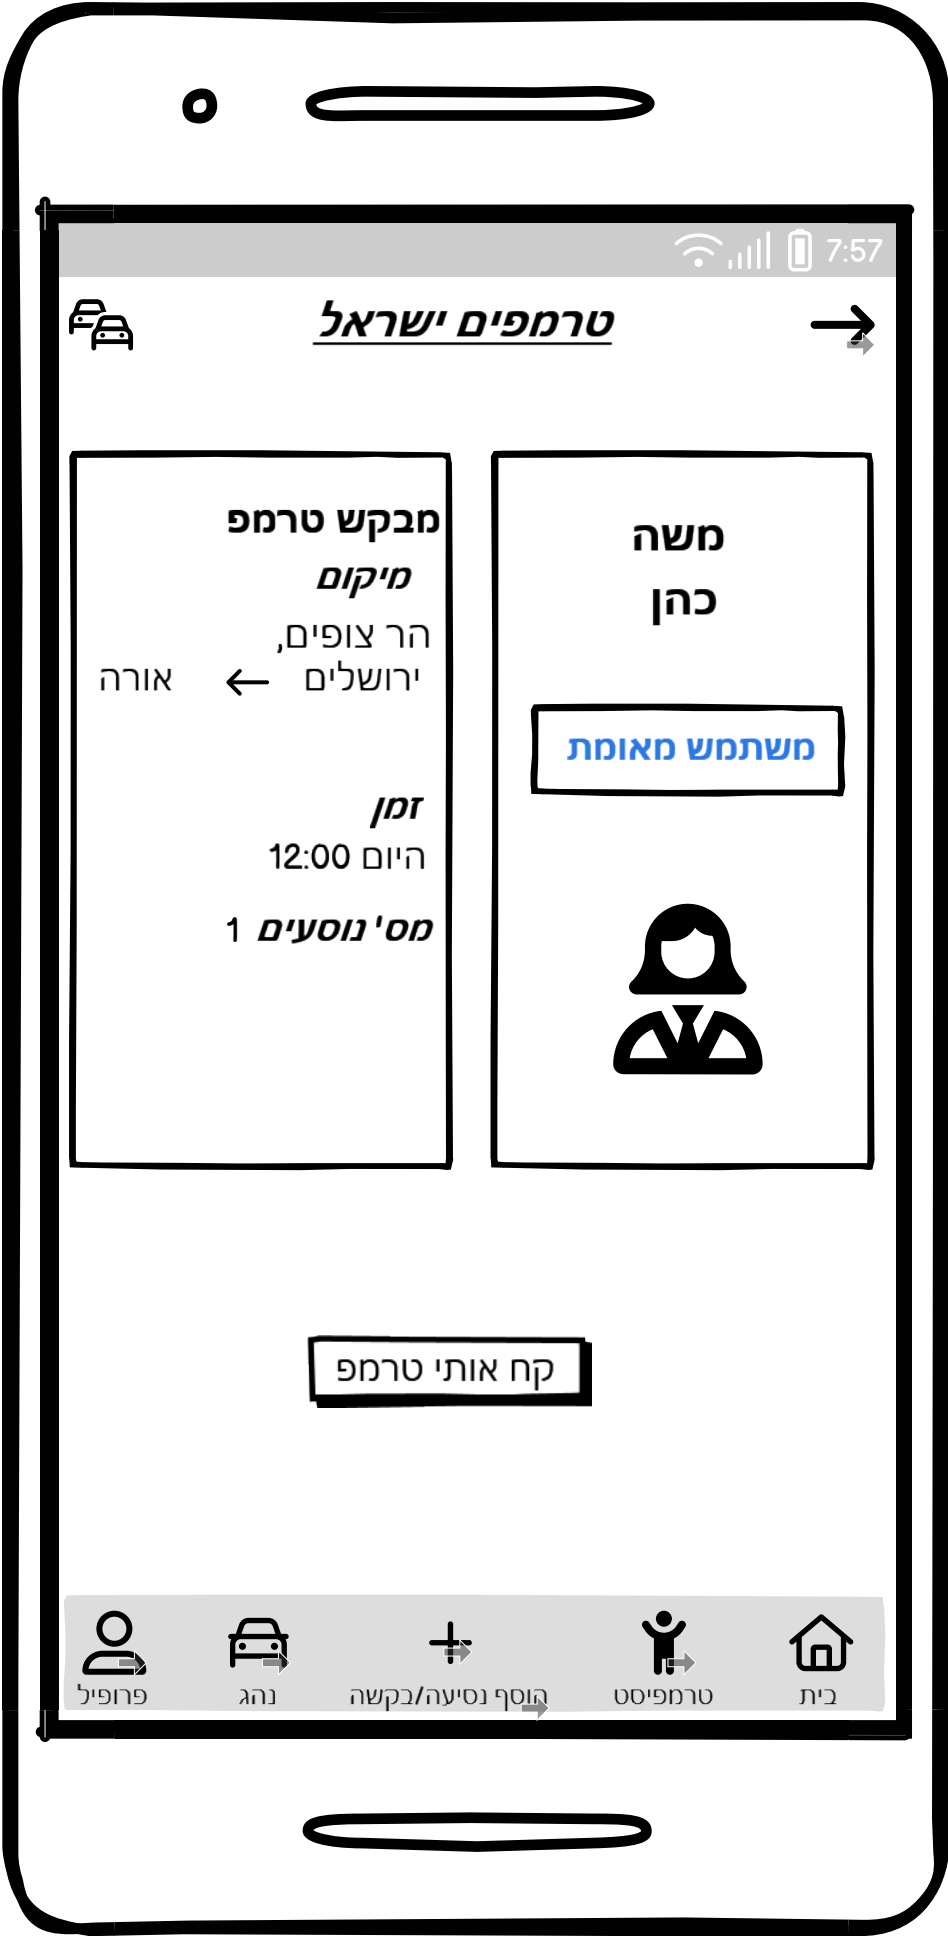 7:57
טרמפים ישראל
משה
כהן
משתמש מאומת
מבקש טרמפ
מיקום
הר צופים,
ירושלים ← אורה
זמן
היום 12:00
מס' נוסעים 1
קח אותי טרמפ
בית
טרמפיסט
הוסף נסיעה/בקשה
נהג
פרופיל